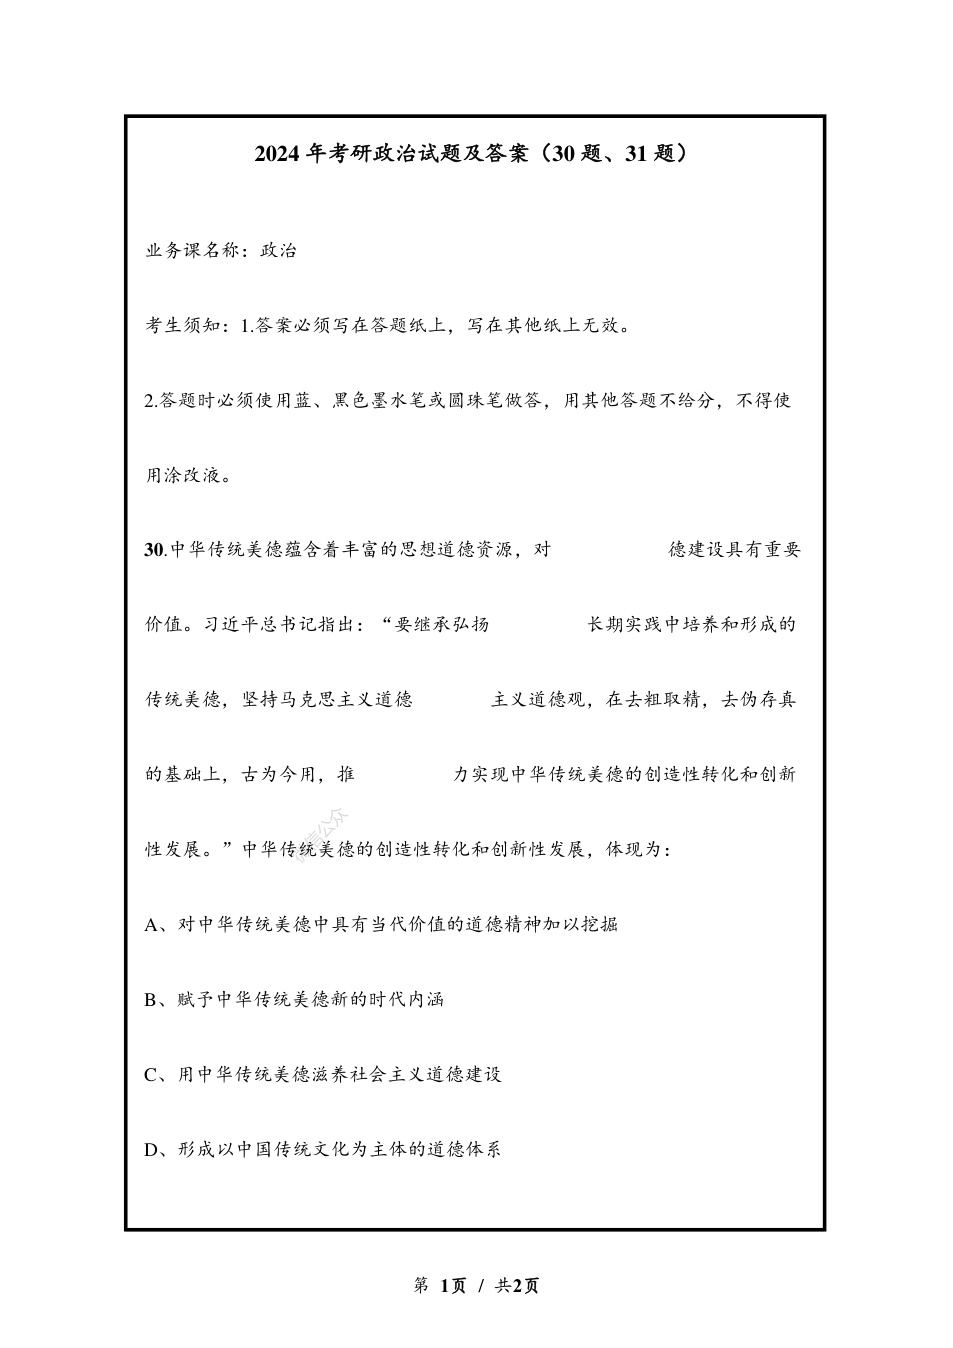 2024 年考研政治试题及答案（30 题、31 题）
业务课名称：政治
考生须知：1.答案必须写在答题纸上，写在其他纸上无效。
2.答题时必须使用蓝、黑色墨水笔或圆珠笔做答，用其他答题不给分，不得使
用涂改液。
30.中华传统美德蕴含着丰富的思想道德资源，对 德建设具有重要
价值。习近平总书记指出：“要继承弘扬 长期实践中培养和形成的
传统美德，坚持马克思主义道德 主义道德观，在去粗取精，去伪存真
的基础上，古为今用，推 力实现中华传统美德的创造性转化和创新
性发展。”中华传统美德的创造性转化和创新性发展，体现为：
A、对中华传统美德中具有当代价值的道德精神加以挖掘
B、赋予中华传统美德新的时代内涵
C、用中华传统美德滋养社会主义道德建设
D、形成以中国传统文化为主体的道德体系
微信公众
第 1页 / 共2页